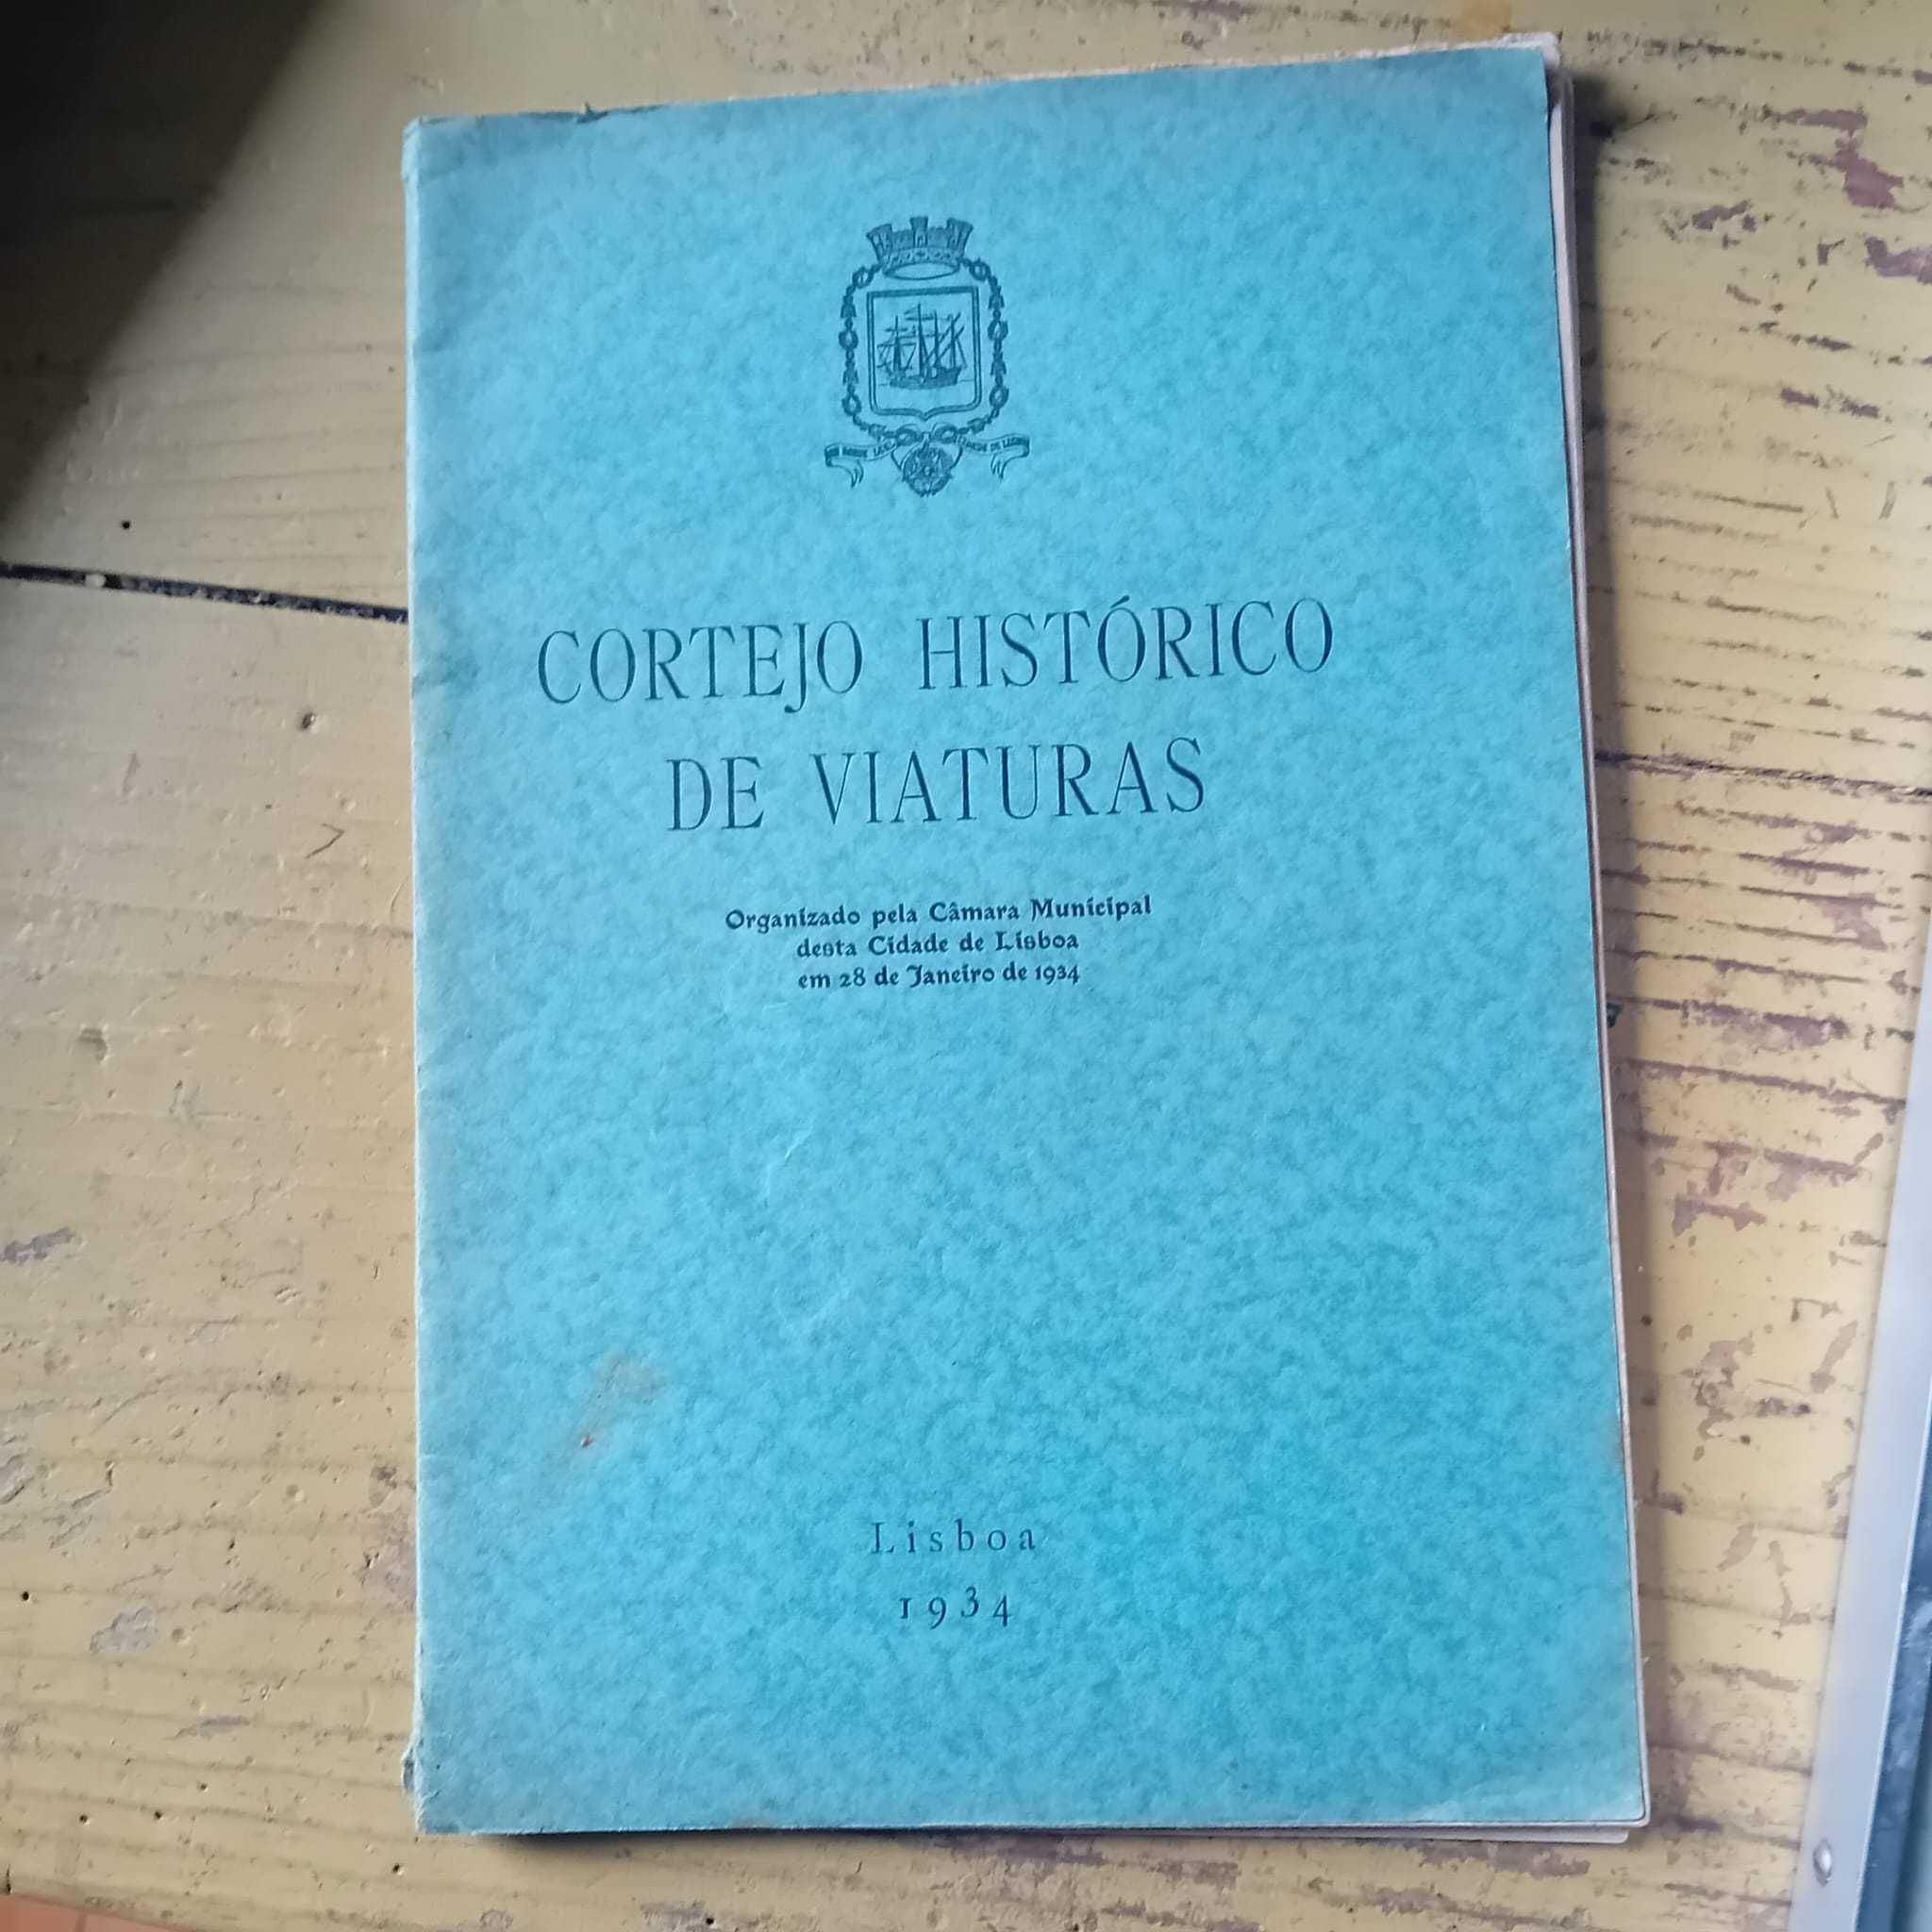 CORTEJO HISTÓRICO
DE VIATURAS
Organizado pela Câmara Municipal
desta Cidade de Lisboa
em 28 de Janeiro de 1934
Lisboa
1934